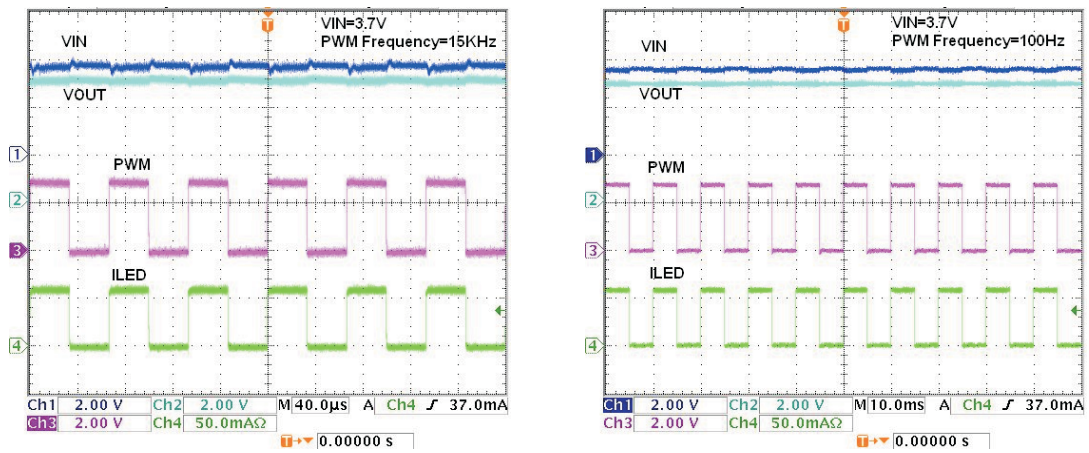 T
VIN=3.7V
PWM Frequency=15KHz
VIN
VOUT
1
PWM
2
3
ILED
4
Ch1 2.00 V Ch2 2.00 V M 40.0µs A Ch4 37.0mA
Ch3 2.00 V Ch4 50.0mAΩ
T 0.00000 s
T
VIN=3.7V
PWM Frequency=100Hz
VIN
VOUT
1
PWM
2
3
ILED
4
Ch1 2.00 V Ch2 2.00 V M 10.0ms A Ch4 37.0mA
Ch3 2.00 V Ch4 50.0mAΩ
T 0.00000 s